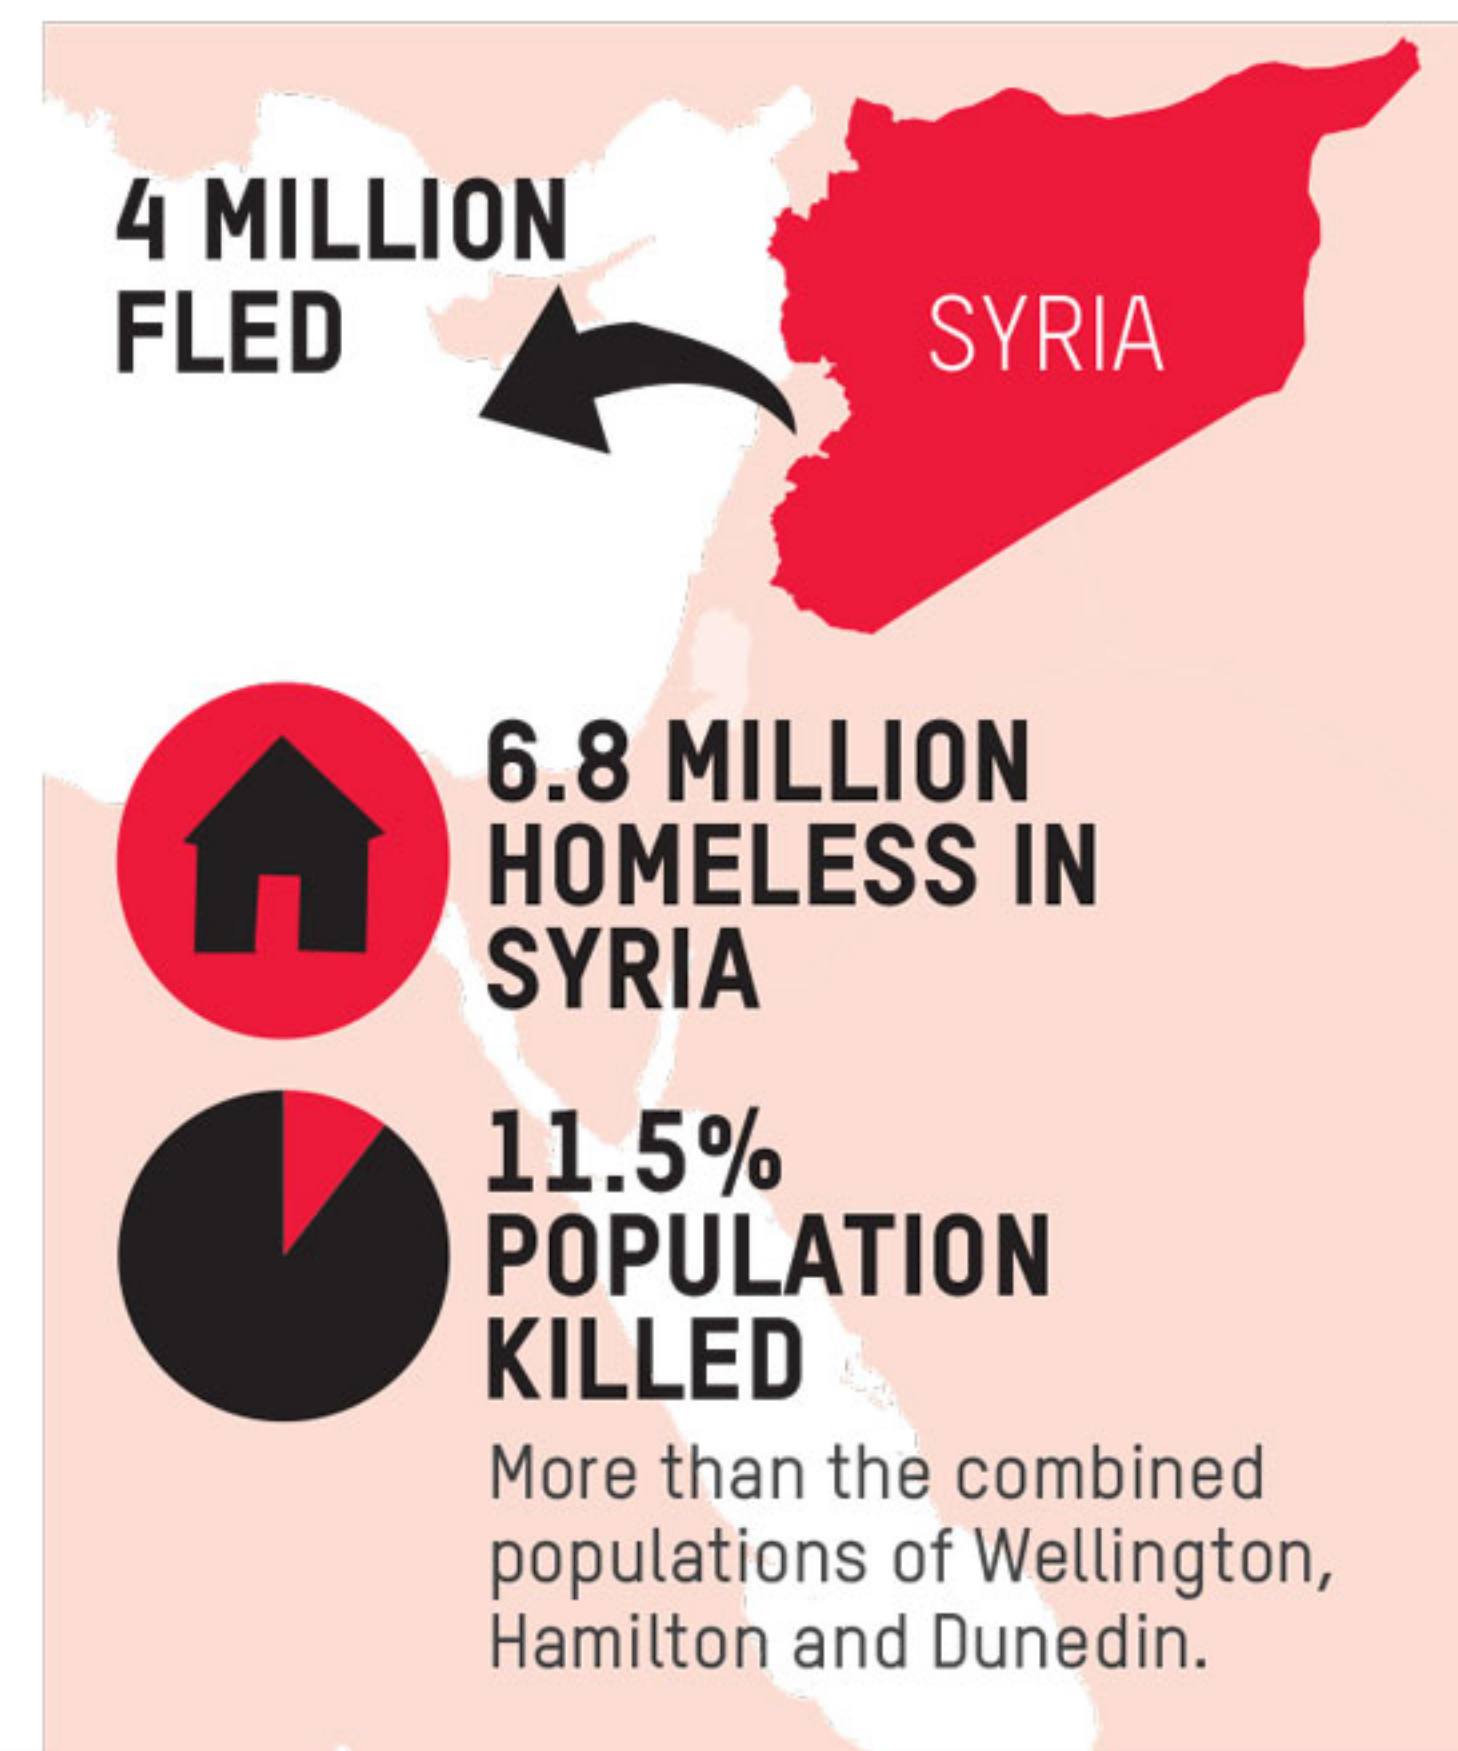 4 MILLION
FLED
SYRIA
6.8 MILLION
HOMELESS IN
SYRIA
11.5%
POPULATION
KILLED
More than the combined
populations of Wellington,
Hamilton and Dunedin.